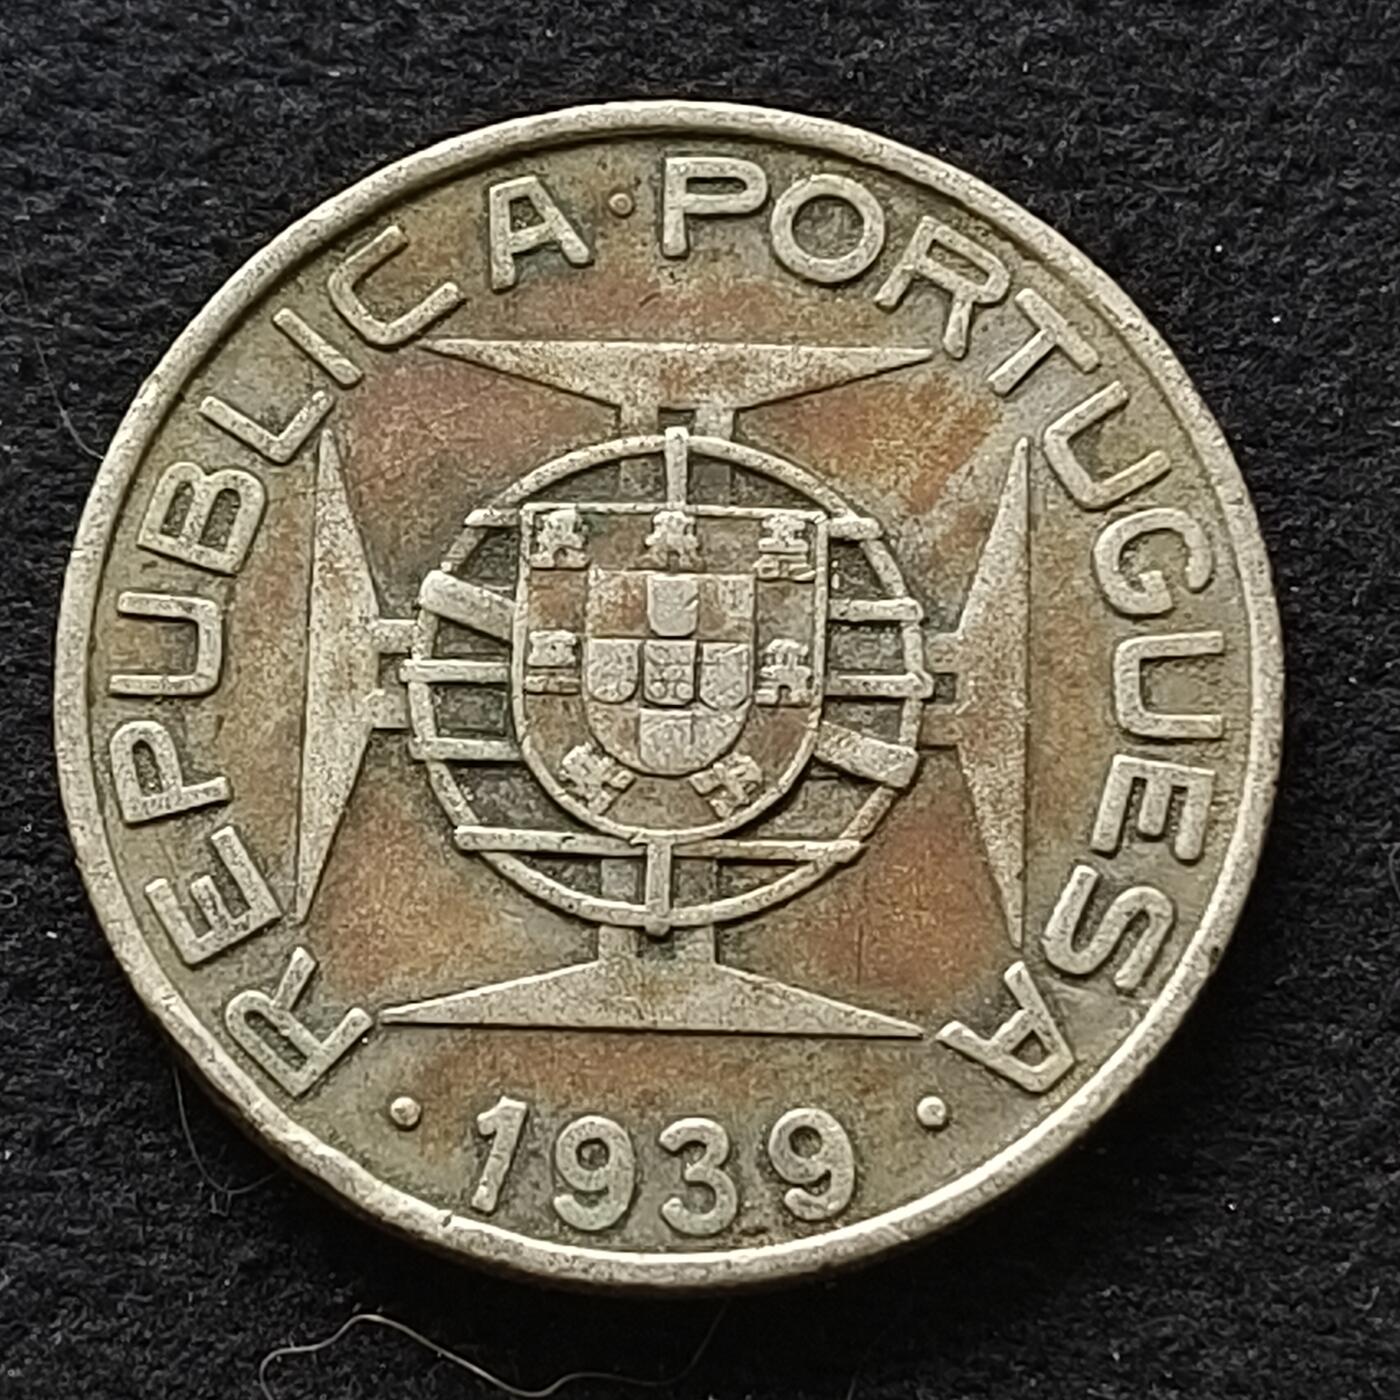 REPUBLICA · PORTUGUESA
· 1939 ·